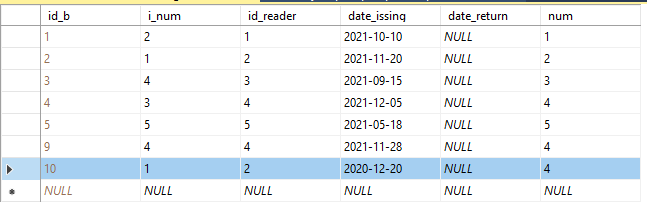 id_b i_num id_reader date_issing date_return num
1 2 1 2021-10-10 NULL 1
2 1 2 2021-11-20 NULL 2
3 4 3 2021-09-15 NULL 3
4 3 4 2021-12-05 NULL 4
5 5 5 2021-05-18 NULL 5
9 4 4 2021-11-28 NULL 4
10 1 2 2020-12-20 NULL 4
NULL NULL NULL NULL NULL NULL